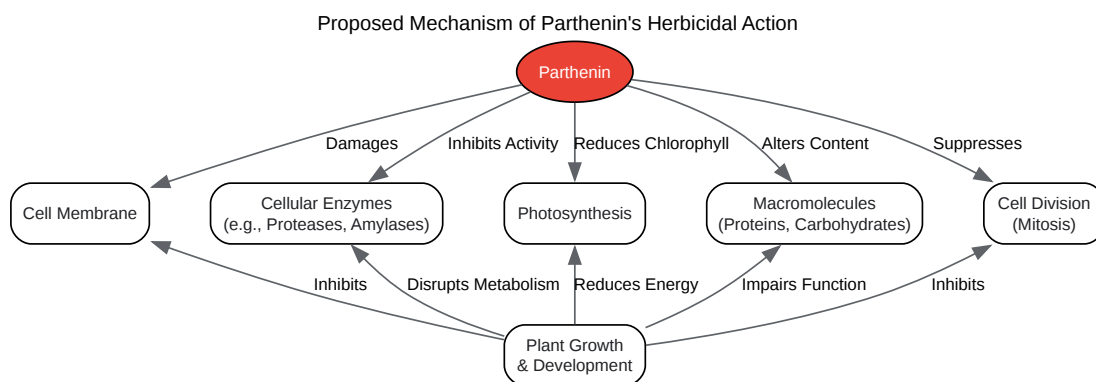 Proposed Mechanism of Parthenin's Herbicidal Action
Parthenin
Damages
Inhibits Activity
Reduces Chlorophyll
Alters Content
Suppresses
Cell Membrane
Cellular Enzymes
(e.g., Proteases, Amylases)
Photosynthesis
Macromolecules
(Proteins, Carbohydrates)
Cell Division
(Mitosis)
Inhibits
Disrupts Metabolism
Reduces Energy
Impairs Function
Inhibits
Plant Growth
& Development